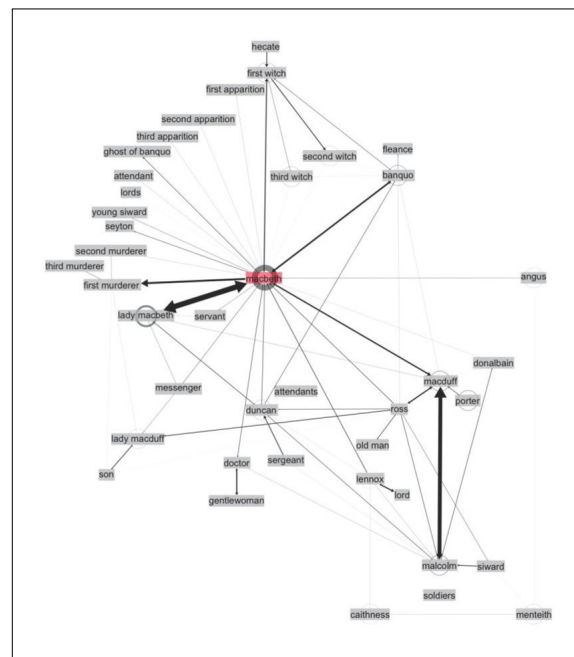 hecate
first witch
first apparition
second apparition
third apparition
fleance
ghost of banquo
second witch
attendant
third witch
banquo
lords
young siward
seyton
second murderer
third murderer
macbeth
angus
first murderer
lady macbeth
servant
donalbain
messenger
attendants
macduff
porter
duncan
ross
lady macduff
old man
son
doctor
sergeant
lennox
gentlewoman
lord
malcolm
siward
soldiers
caithness
menteith